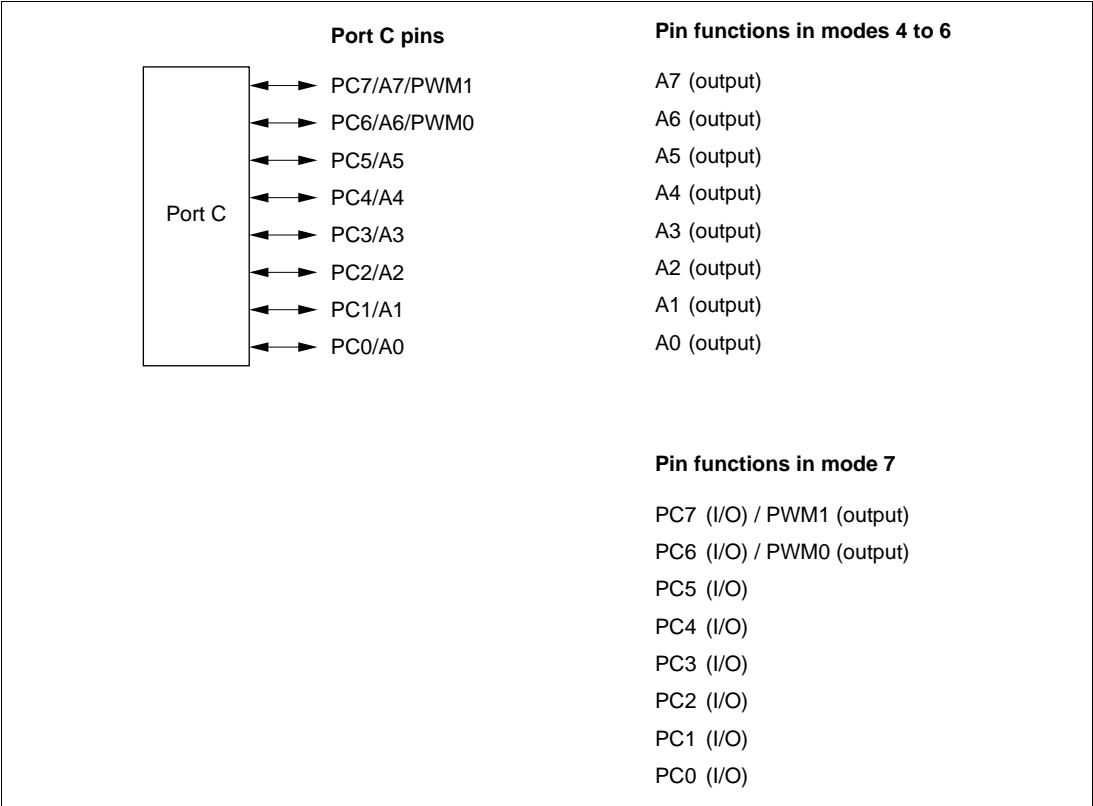 Port C pins
Pin functions in modes 4 to 6
Port C
PC7/A7/PWM1
A7 (output)
PC6/A6/PWM0
A6 (output)
PC5/A5
A5 (output)
PC4/A4
A4 (output)
PC3/A3
A3 (output)
PC2/A2
A2 (output)
PC1/A1
A1 (output)
PC0/A0
A0 (output)
Pin functions in mode 7
PC7 (I/O) / PWM1 (output)
PC6 (I/O) / PWM0 (output)
PC5 (I/O)
PC4 (I/O)
PC3 (I/O)
PC2 (I/O)
PC1 (I/O)
PC0 (I/O)